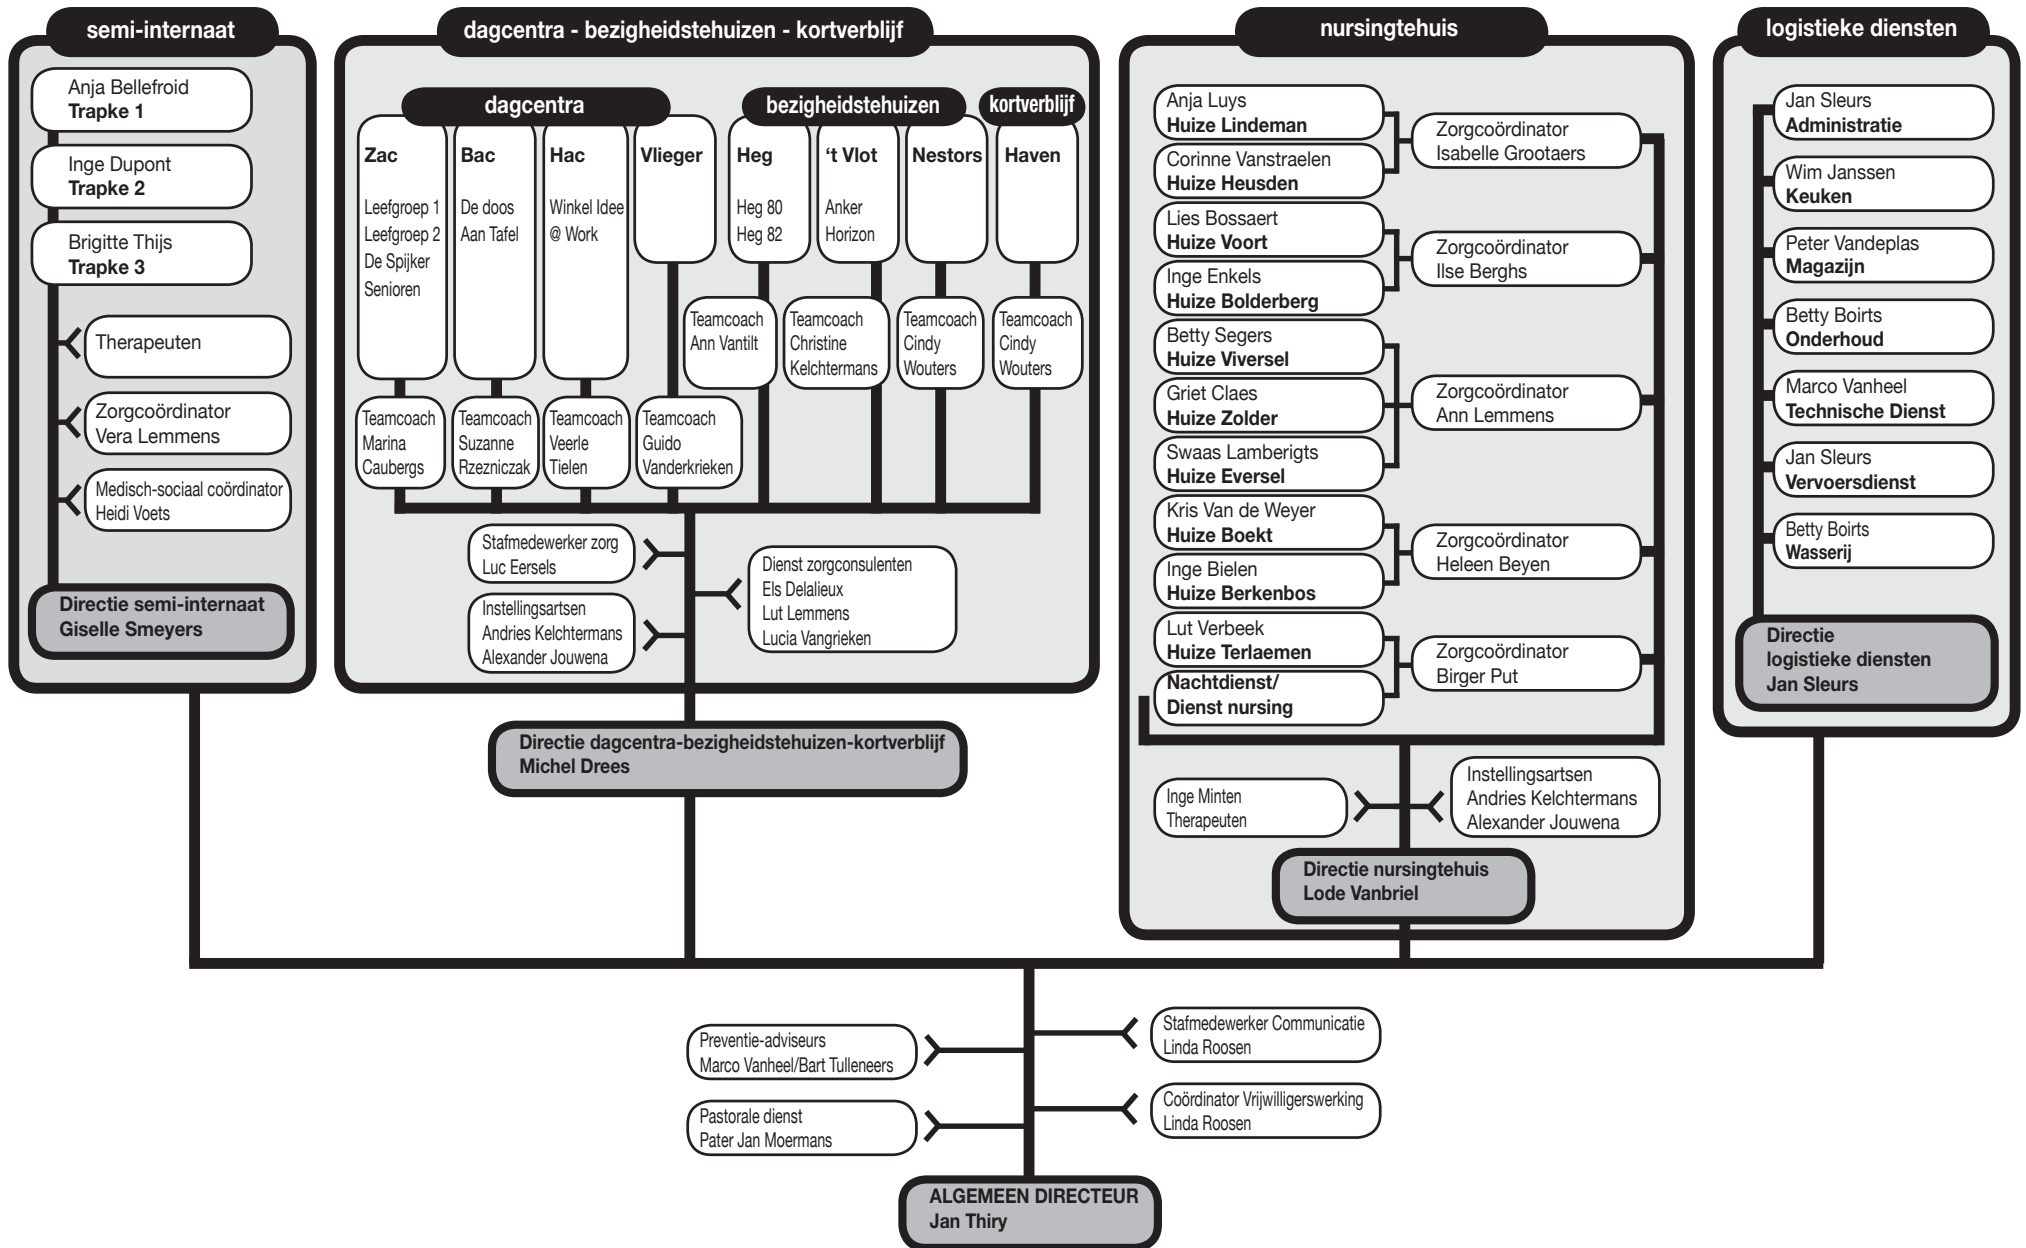 semi-internaat
Anja Bellefroid
Trapke 1
Inge Dupont
Trapke 2
Brigitte Thijs
Trapke 3
Therapeuten
Zorgcoördinator
Vera Lemmens
Medisch-sociaal coördinator
Heidi Voets
Directie semi-internaat
Giselle Smeyers
dagcentra - bezigheidstehuizen - kortverblijf
dagcentra
Zac
Leefgroep 1
Leefgroep 2
De Spijker
Senioren
Teamcoach
Marina
Caubergs
Bac
De doos
Aan Tafel
Teamcoach
Suzanne
Rzezniczak
Hac
Winkel Idee
@ Work
Teamcoach
Veerle
Tielen
Vlieger
Teamcoach
Guido
Vanderkrieken
bezigheidstehuizen
Heg
Heg 80
Heg 82
Teamcoach
Ann Vantilt
‘t Vlot
Anker
Horizon
Teamcoach
Christine
Kelchtermans
Nestors
Teamcoach
Cindy
Wouters
kortverblijf
Haven
Teamcoach
Cindy
Wouters
Stafmedewerker zorg
Luc Eersels
Instellingsartsen
Andries Kelchtermans
Alexander Jouwena
Dienst zorgconsulenten
Els Delalieux
Lut Lemmens
Lucia Vangrieken
Directie dagcentra-bezigheidstehuizen-kortverblijf
Michel Drees
nursingtehuis
Anja Luys
Huize Lindeman
Corinne Vanstraelen
Huize Heusden
Zorgcoördinator
Isabelle Grootaers
Lies Bossaert
Huize Voort
Inge Enkels
Huize Bolderberg
Zorgcoördinator
Ilse Berghs
Betty Segers
Huize Viversel
Griet Claes
Huize Zolder
Swaas Lamberigts
Huize Eversel
Zorgcoördinator
Ann Lemmens
Kris Van de Weyer
Huize Boekt
Inge Bielen
Huize Berkenbos
Zorgcoördinator
Heleen Beyen
Lut Verbeek
Huize Terlaemen
Nachtdienst/
Dienst nursing
Zorgcoördinator
Birger Put
Inge Minten
Therapeuten
Instellingsartsen
Andries Kelchtermans
Alexander Jouwena
Directie nursingtehuis
Lode Vanbriel
logistieke diensten
Jan Sleurs
Administratie
Wim Janssen
Keuken
Peter Vandeplas
Magazijn
Betty Boirts
Onderhoud
Marco Vanheel
Technische Dienst
Jan Sleurs
Vervoersdienst
Betty Boirts
Wasserij
Directie
logistieke diensten
Jan Sleurs
Preventie-adviseurs
Marco Vanheel/Bart Tulleneers
Pastorale dienst
Pater Jan Moermans
Stafmedewerker Communicatie
Linda Roosen
Coördinator Vrijwilligerswerking
Linda Roosen
ALGEMEEN DIRECTEUR
Jan Thiry